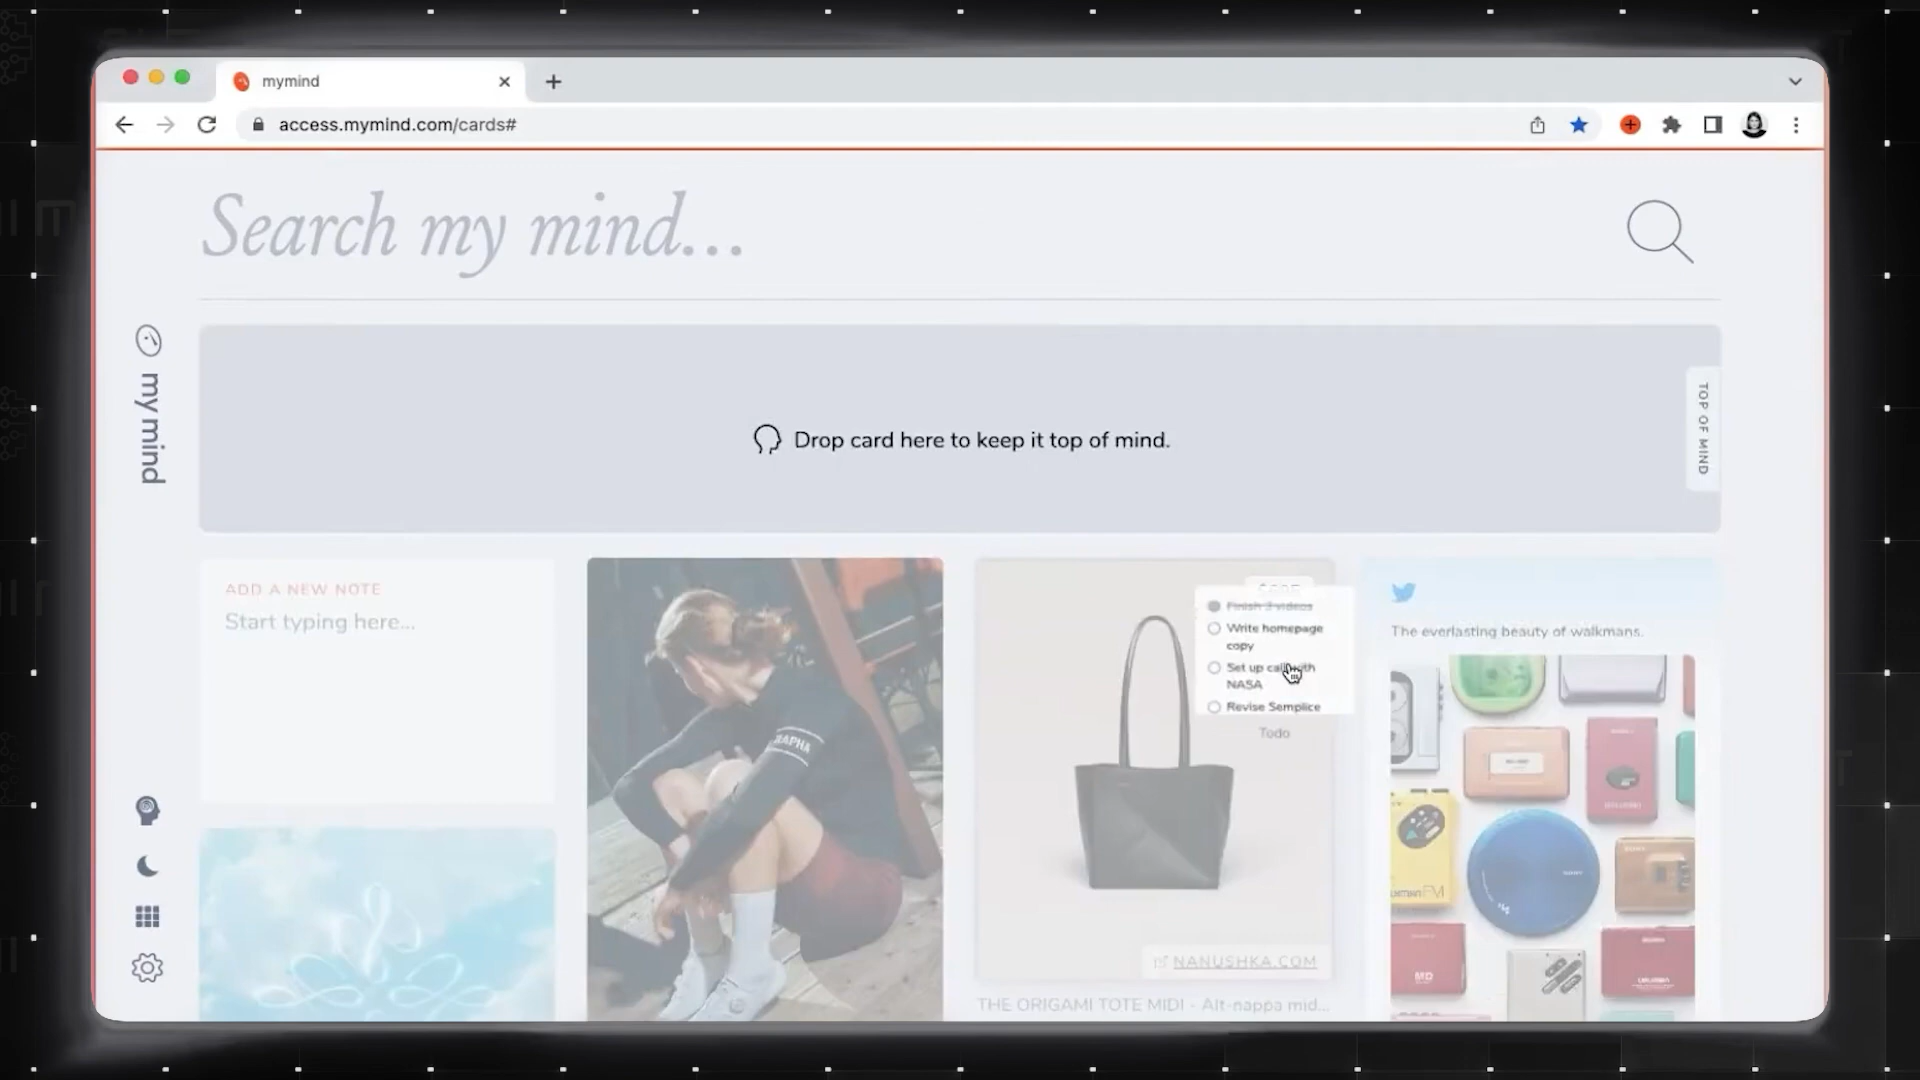 mymind
access.mymind.com/cards#
Search my mind...
my mind
Drop card here to keep it top of mind.
TOP OF MIND
ADD A NEW NOTE
Start typing here...
RAPHA
Finish 3 videos
Write homepage
copy
Set up call with
NASA
Revise Semplice
Todo
NANUSHKA.COM
THE ORIGAMI TOTE MIDI - Alt-nappa mid...
The everlasting beauty of walkmans.
MD